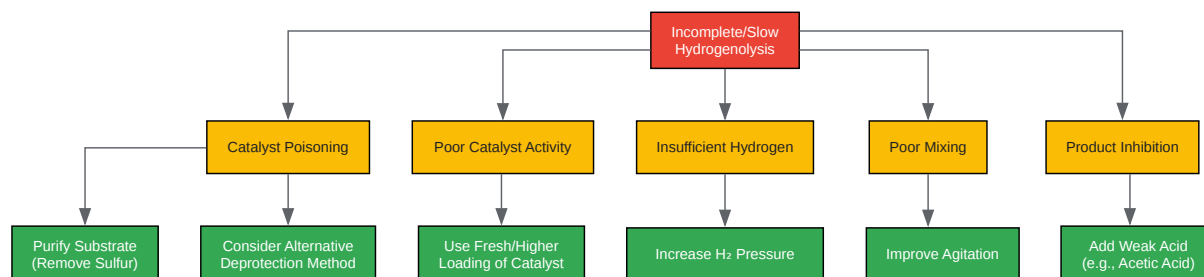 Incomplete/Slow
Hydrogenolysis
Catalyst Poisoning
Poor Catalyst Activity
Insufficient Hydrogen
Poor Mixing
Product Inhibition
Purify Substrate
(Remove Sulfur)
Consider Alternative
Deprotection Method
Use Fresh/Higher
Loading of Catalyst
Increase H₂ Pressure
Improve Agitation
Add Weak Acid
(e.g., Acetic Acid)